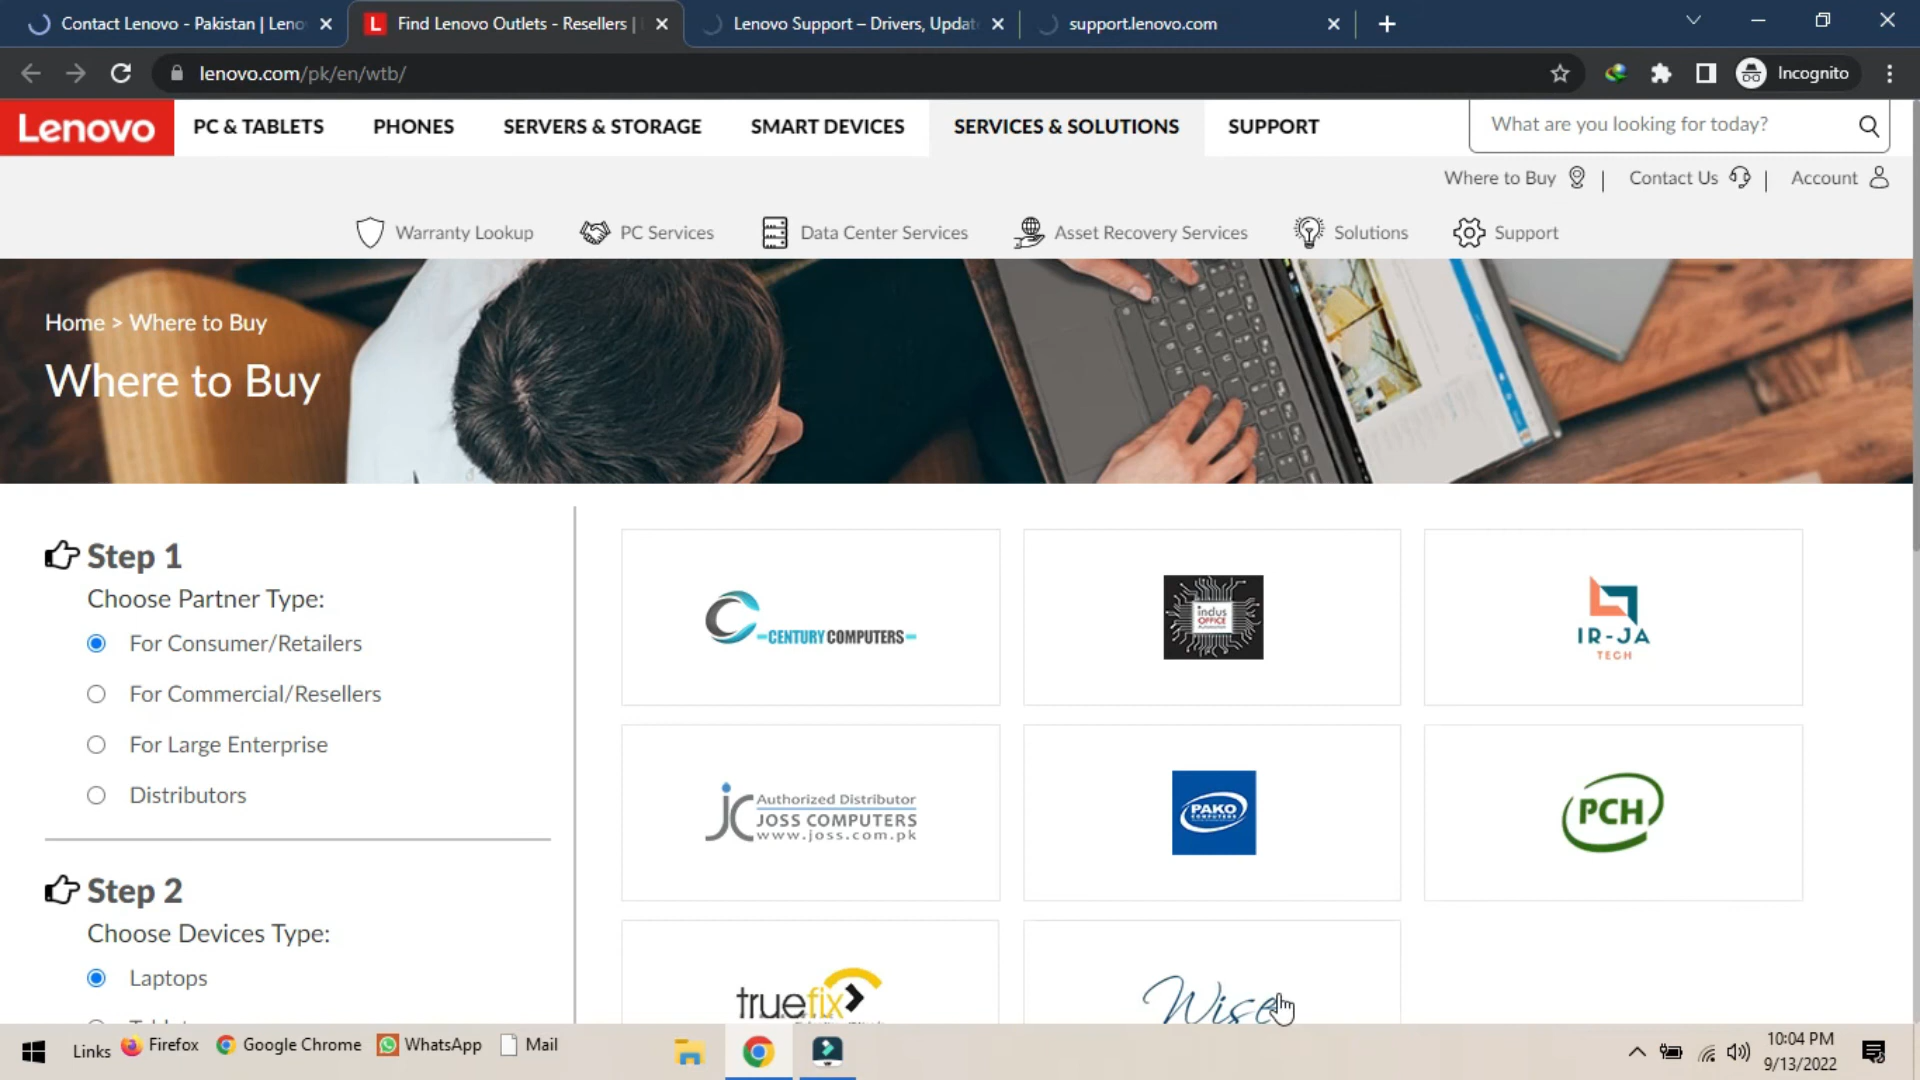 Contact Lenovo - Pakistan | Leno
Find Lenovo Outlets - Resellers |
Lenovo Support – Drivers, Updat
support.lenovo.com
lenovo.com/pk/en/wtb/
Incognito
Lenovo
PC & TABLETS
PHONES
SERVERS & STORAGE
SMART DEVICES
SERVICES & SOLUTIONS
SUPPORT
What are you looking for today?
Where to Buy |
Contact Us |
Account
Warranty Lookup
PC Services
Data Center Services
Asset Recovery Services
Solutions
Support
Home > Where to Buy
Where to Buy
Step 1
Choose Partner Type:
For Consumer/Retailers
For Commercial/Resellers
For Large Enterprise
Distributors
Step 2
Choose Devices Type:
Laptops
CENTURY COMPUTERS
indus
OFFICE
IR-JA
TECH
Authorized Distributor
JOSS COMPUTERS
www.joss.com.pk
PAKO
COMPUTERS
PCH
truefix
Wise
Links
Firefox
Google Chrome
WhatsApp
Mail
10:04 PM
9/13/2022